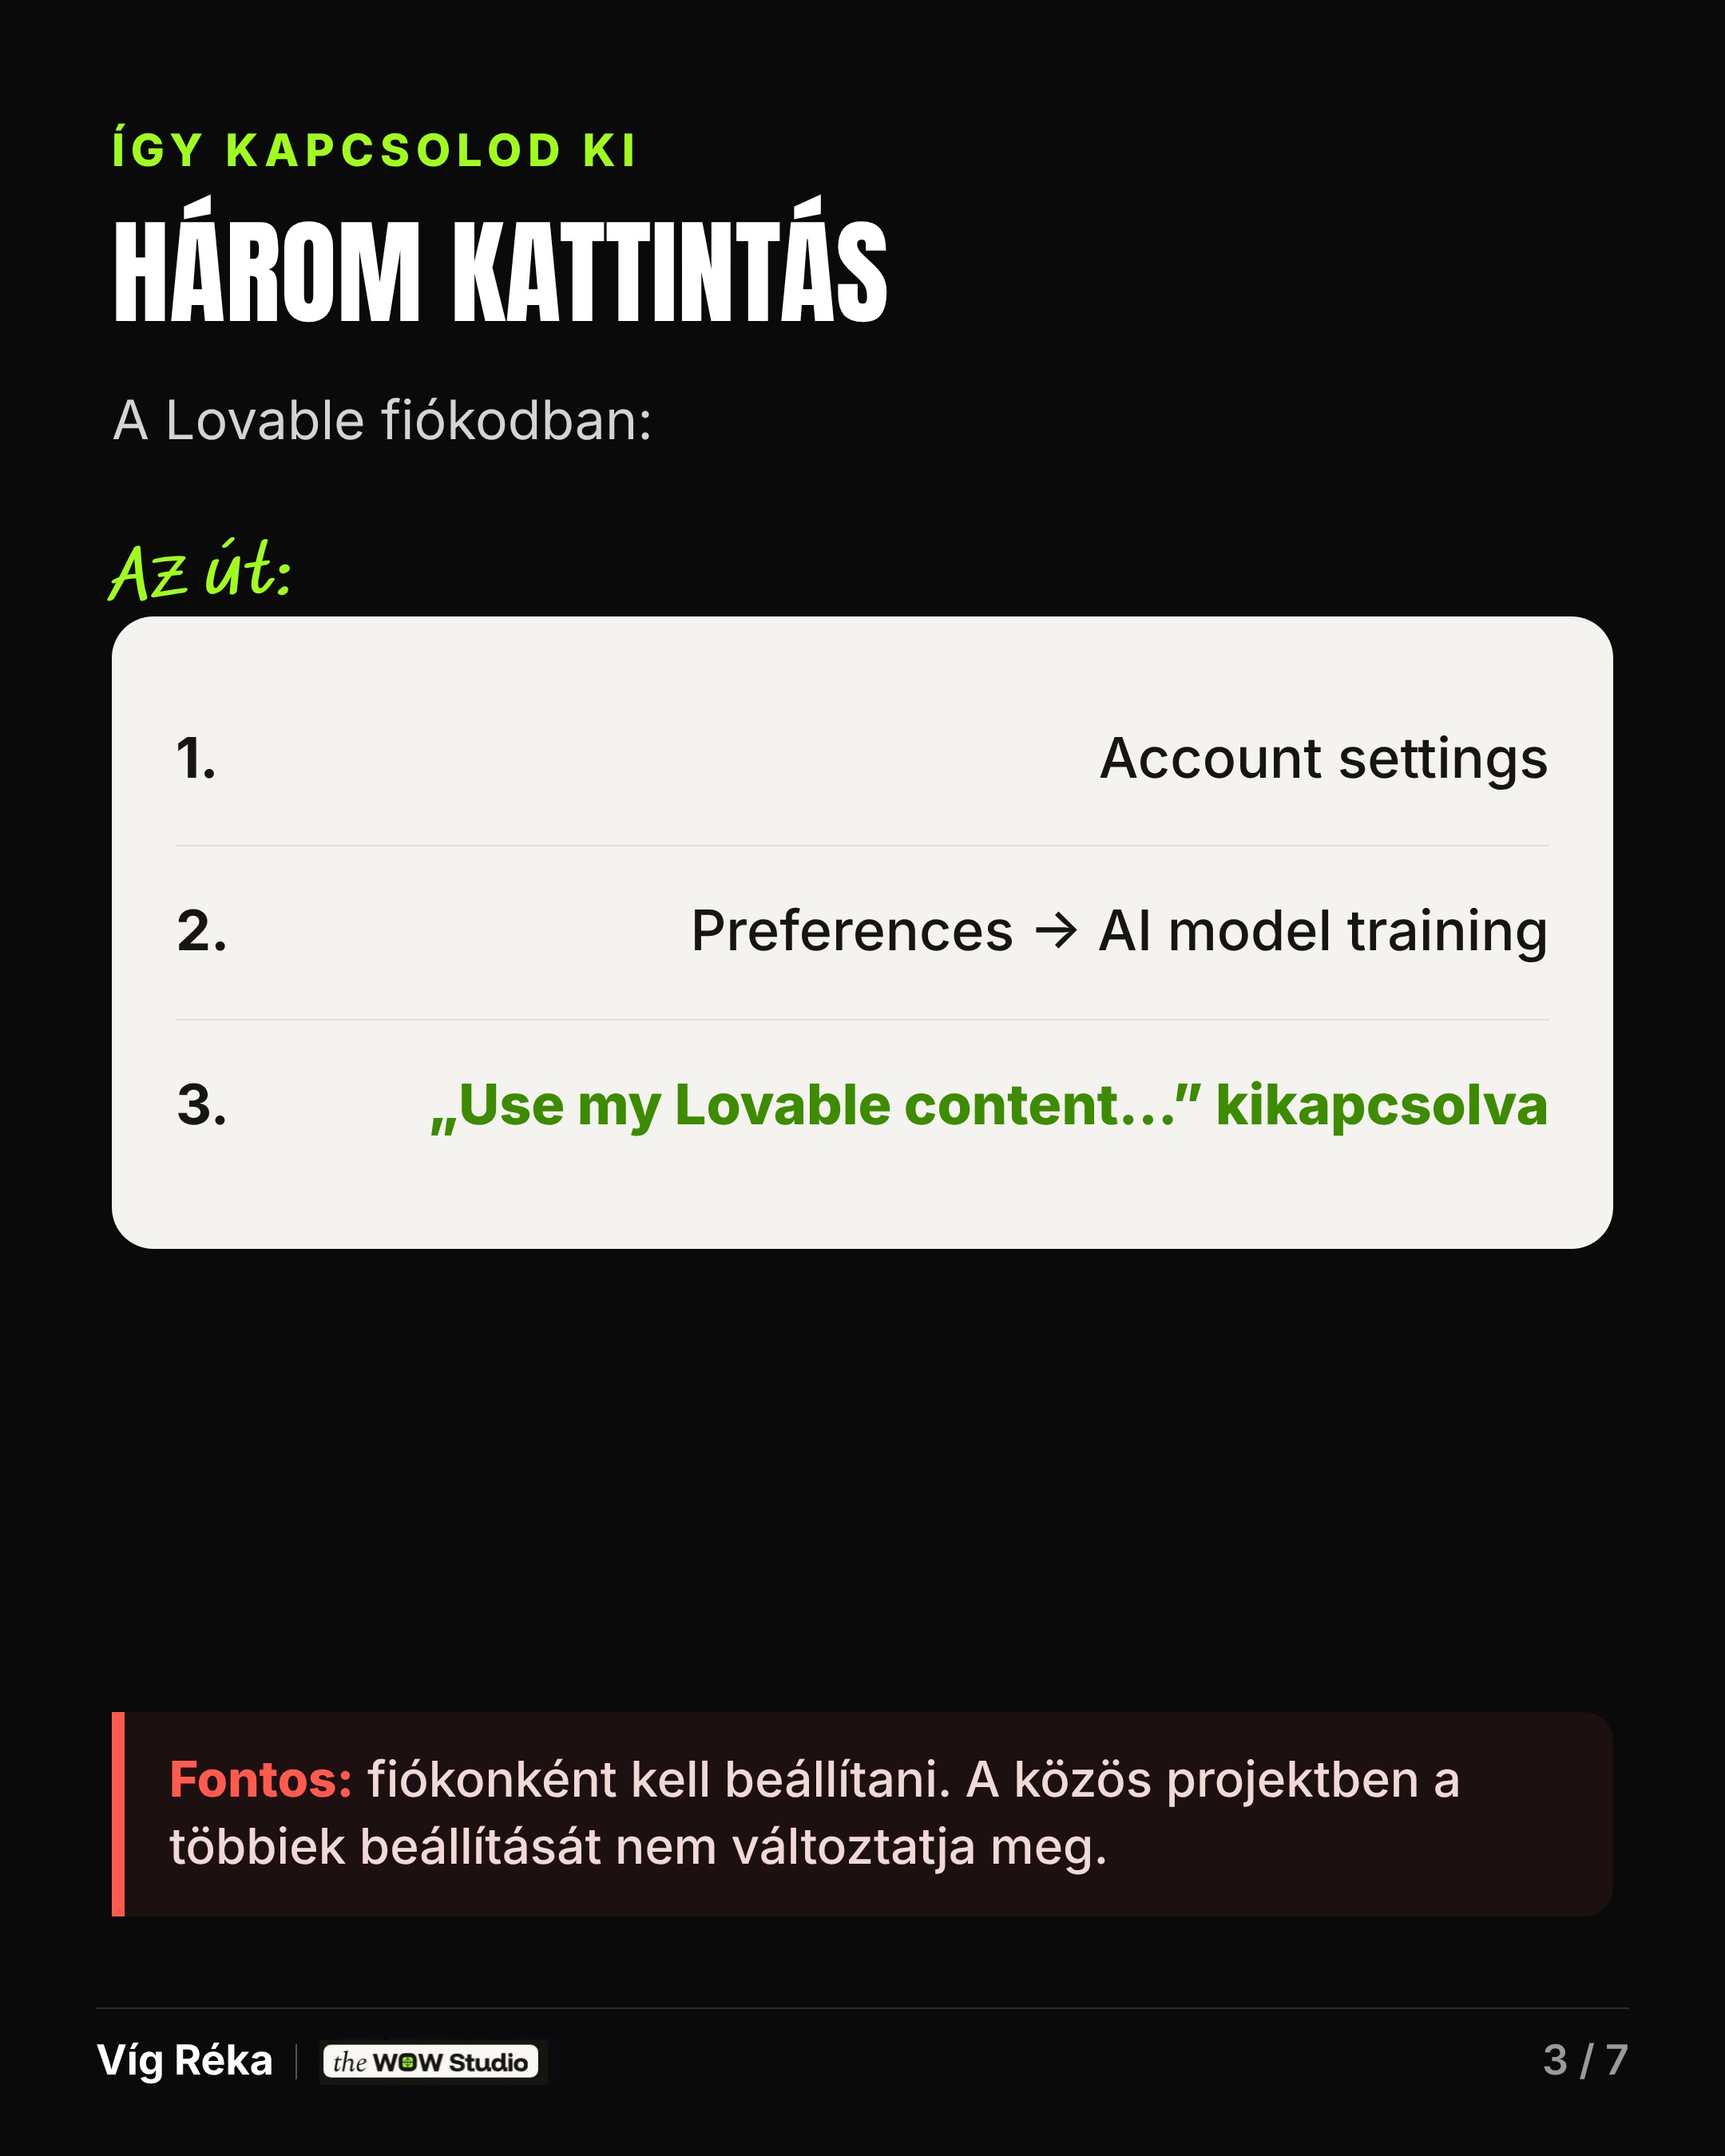 ÍGY KAPCSOLOD KI
HÁROM KATTINTÁS
A Lovable fiókodban:
Az út:
1. Account settings
2. Preferences → AI model training
3. „Use my Lovable content…” kikapcsolva
Fontos: fiókonként kell beállítani. A közös projektben a
többiek beállítását nem változtatja meg.
Víg Réka | the WOW Studio 3 / 7